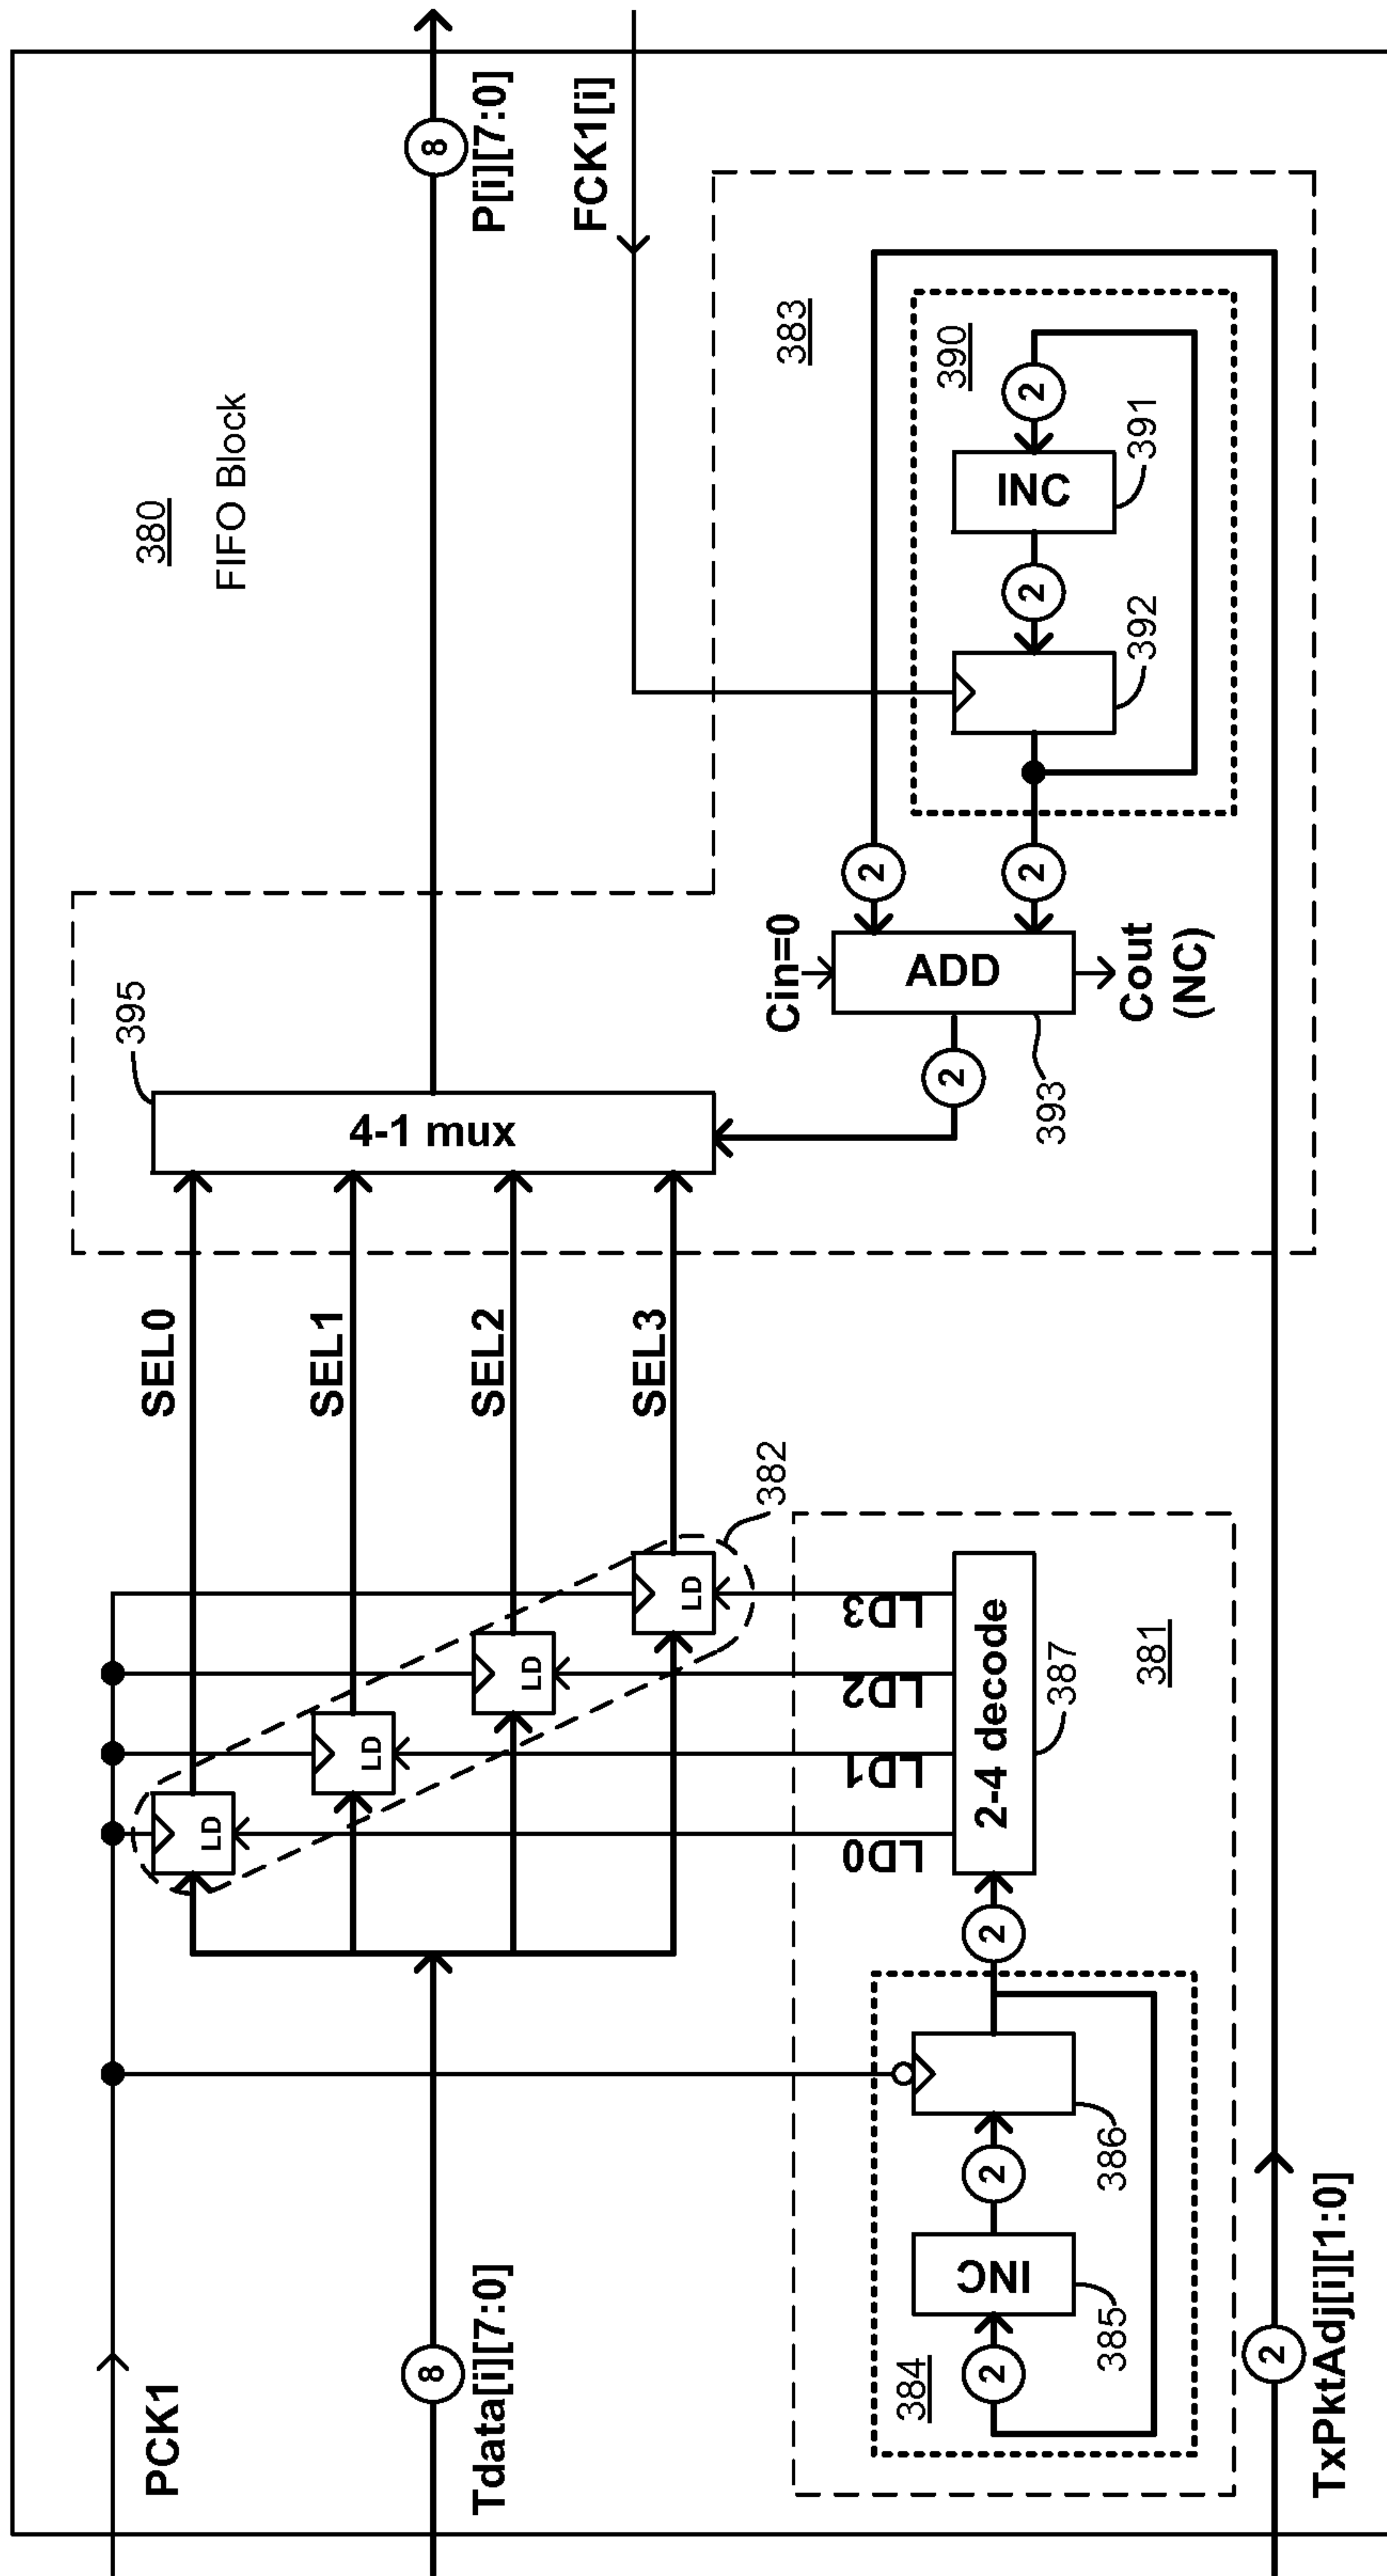 380
FIFO Block
PCK1
Tdata[i][7:0]
8
8
P[i][7:0]
FCK1[i]
SEL0
SEL1
SEL2
SEL3
395
4-1 mux
LD
LD
LD
LD
382
LD0
LD1
LD2
LD3
2-4 decode
387
381
2
384
2
INC
385
2
386
383
Cin=0
ADD
Cout
(NC)
393
2
2
2
390
2
INC
391
2
392
2
TxPktAdj[i][1:0]